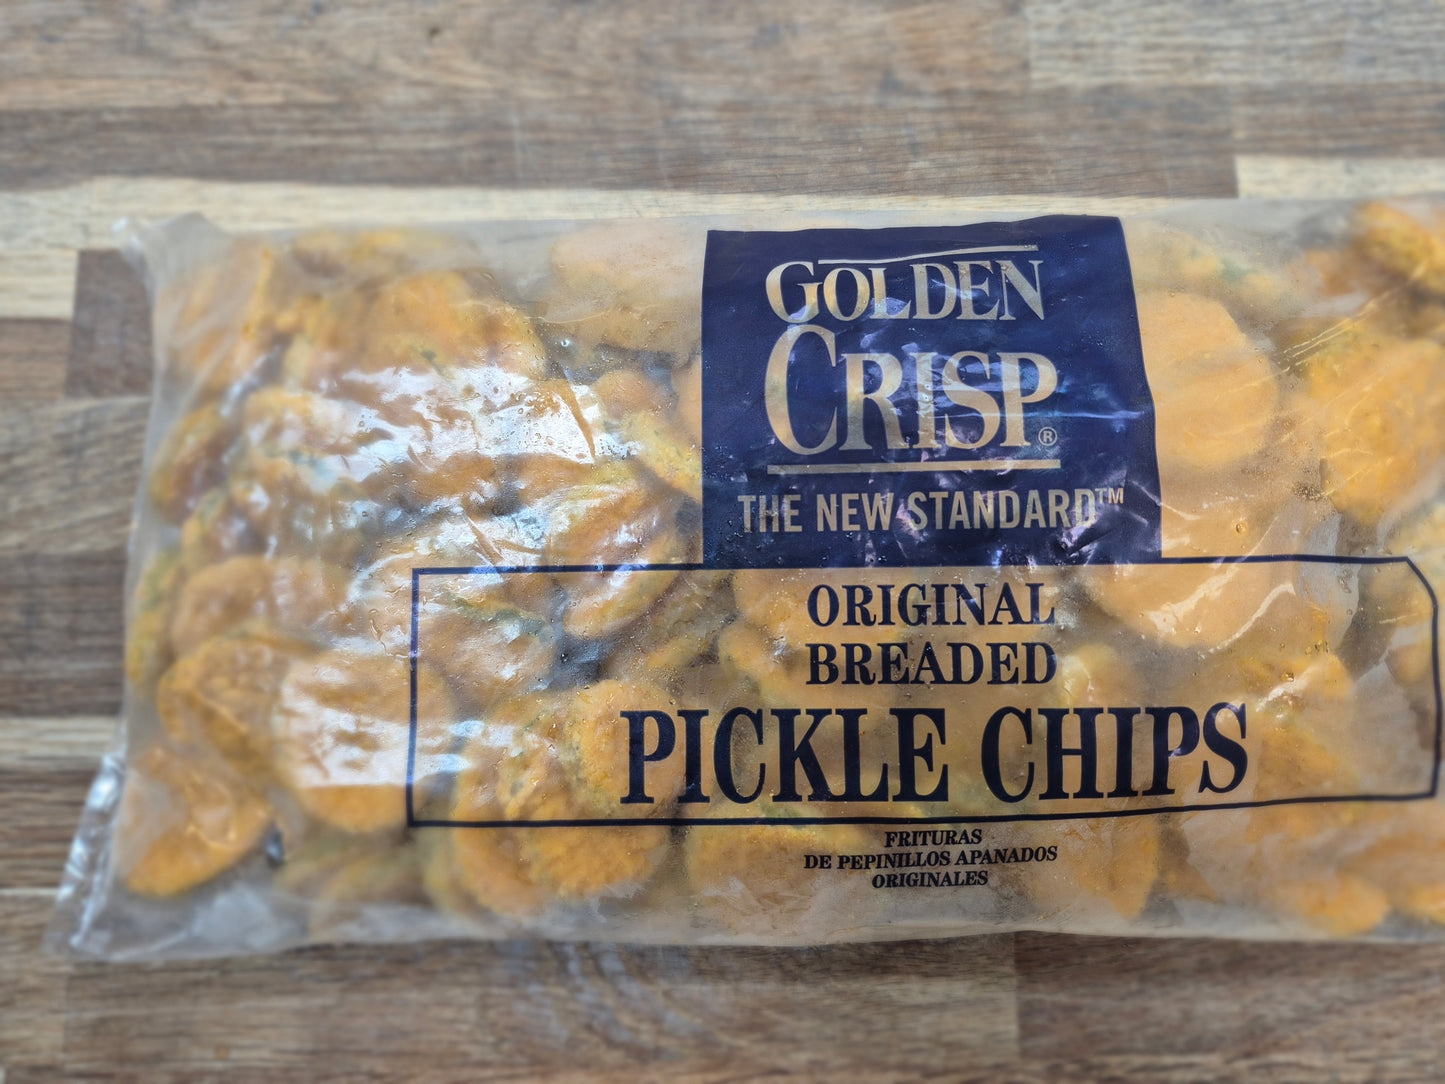 GOLDEN
CRISP®
THE NEW STANDARD™
ORIGINAL
BREADED
PICKLE CHIPS
FRITURAS
DE PEPINILLOS APANADOS
ORIGINALES